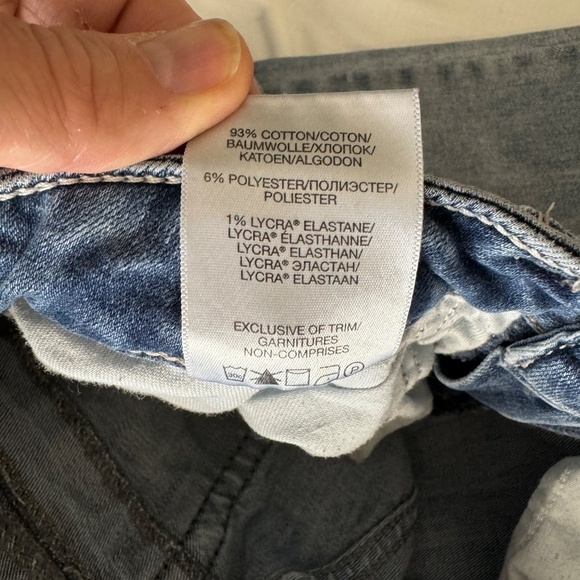 93% COTTON/COTON/
BAUMWOLLE/ХЛОПОК/
KATOEN/ALGODON
6% POLYESTER/ПОЛИЭСТЕР/
POLIESTER
1% LYCRA® ELASTANE/
LYCRA® ÉLASTHANNE/
LYCRA® ELASTHAN/
LYCRA® ЭЛАСТАН/
LYCRA® ELASTAAN
EXCLUSIVE OF TRIM/
GARNITURES
NON-COMPRISES
30c P